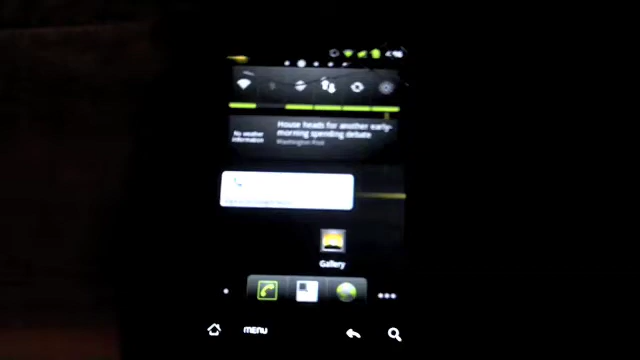 House heads for another early-
morning spending debate
Washington Post
No weather
information
Gallery
MENU